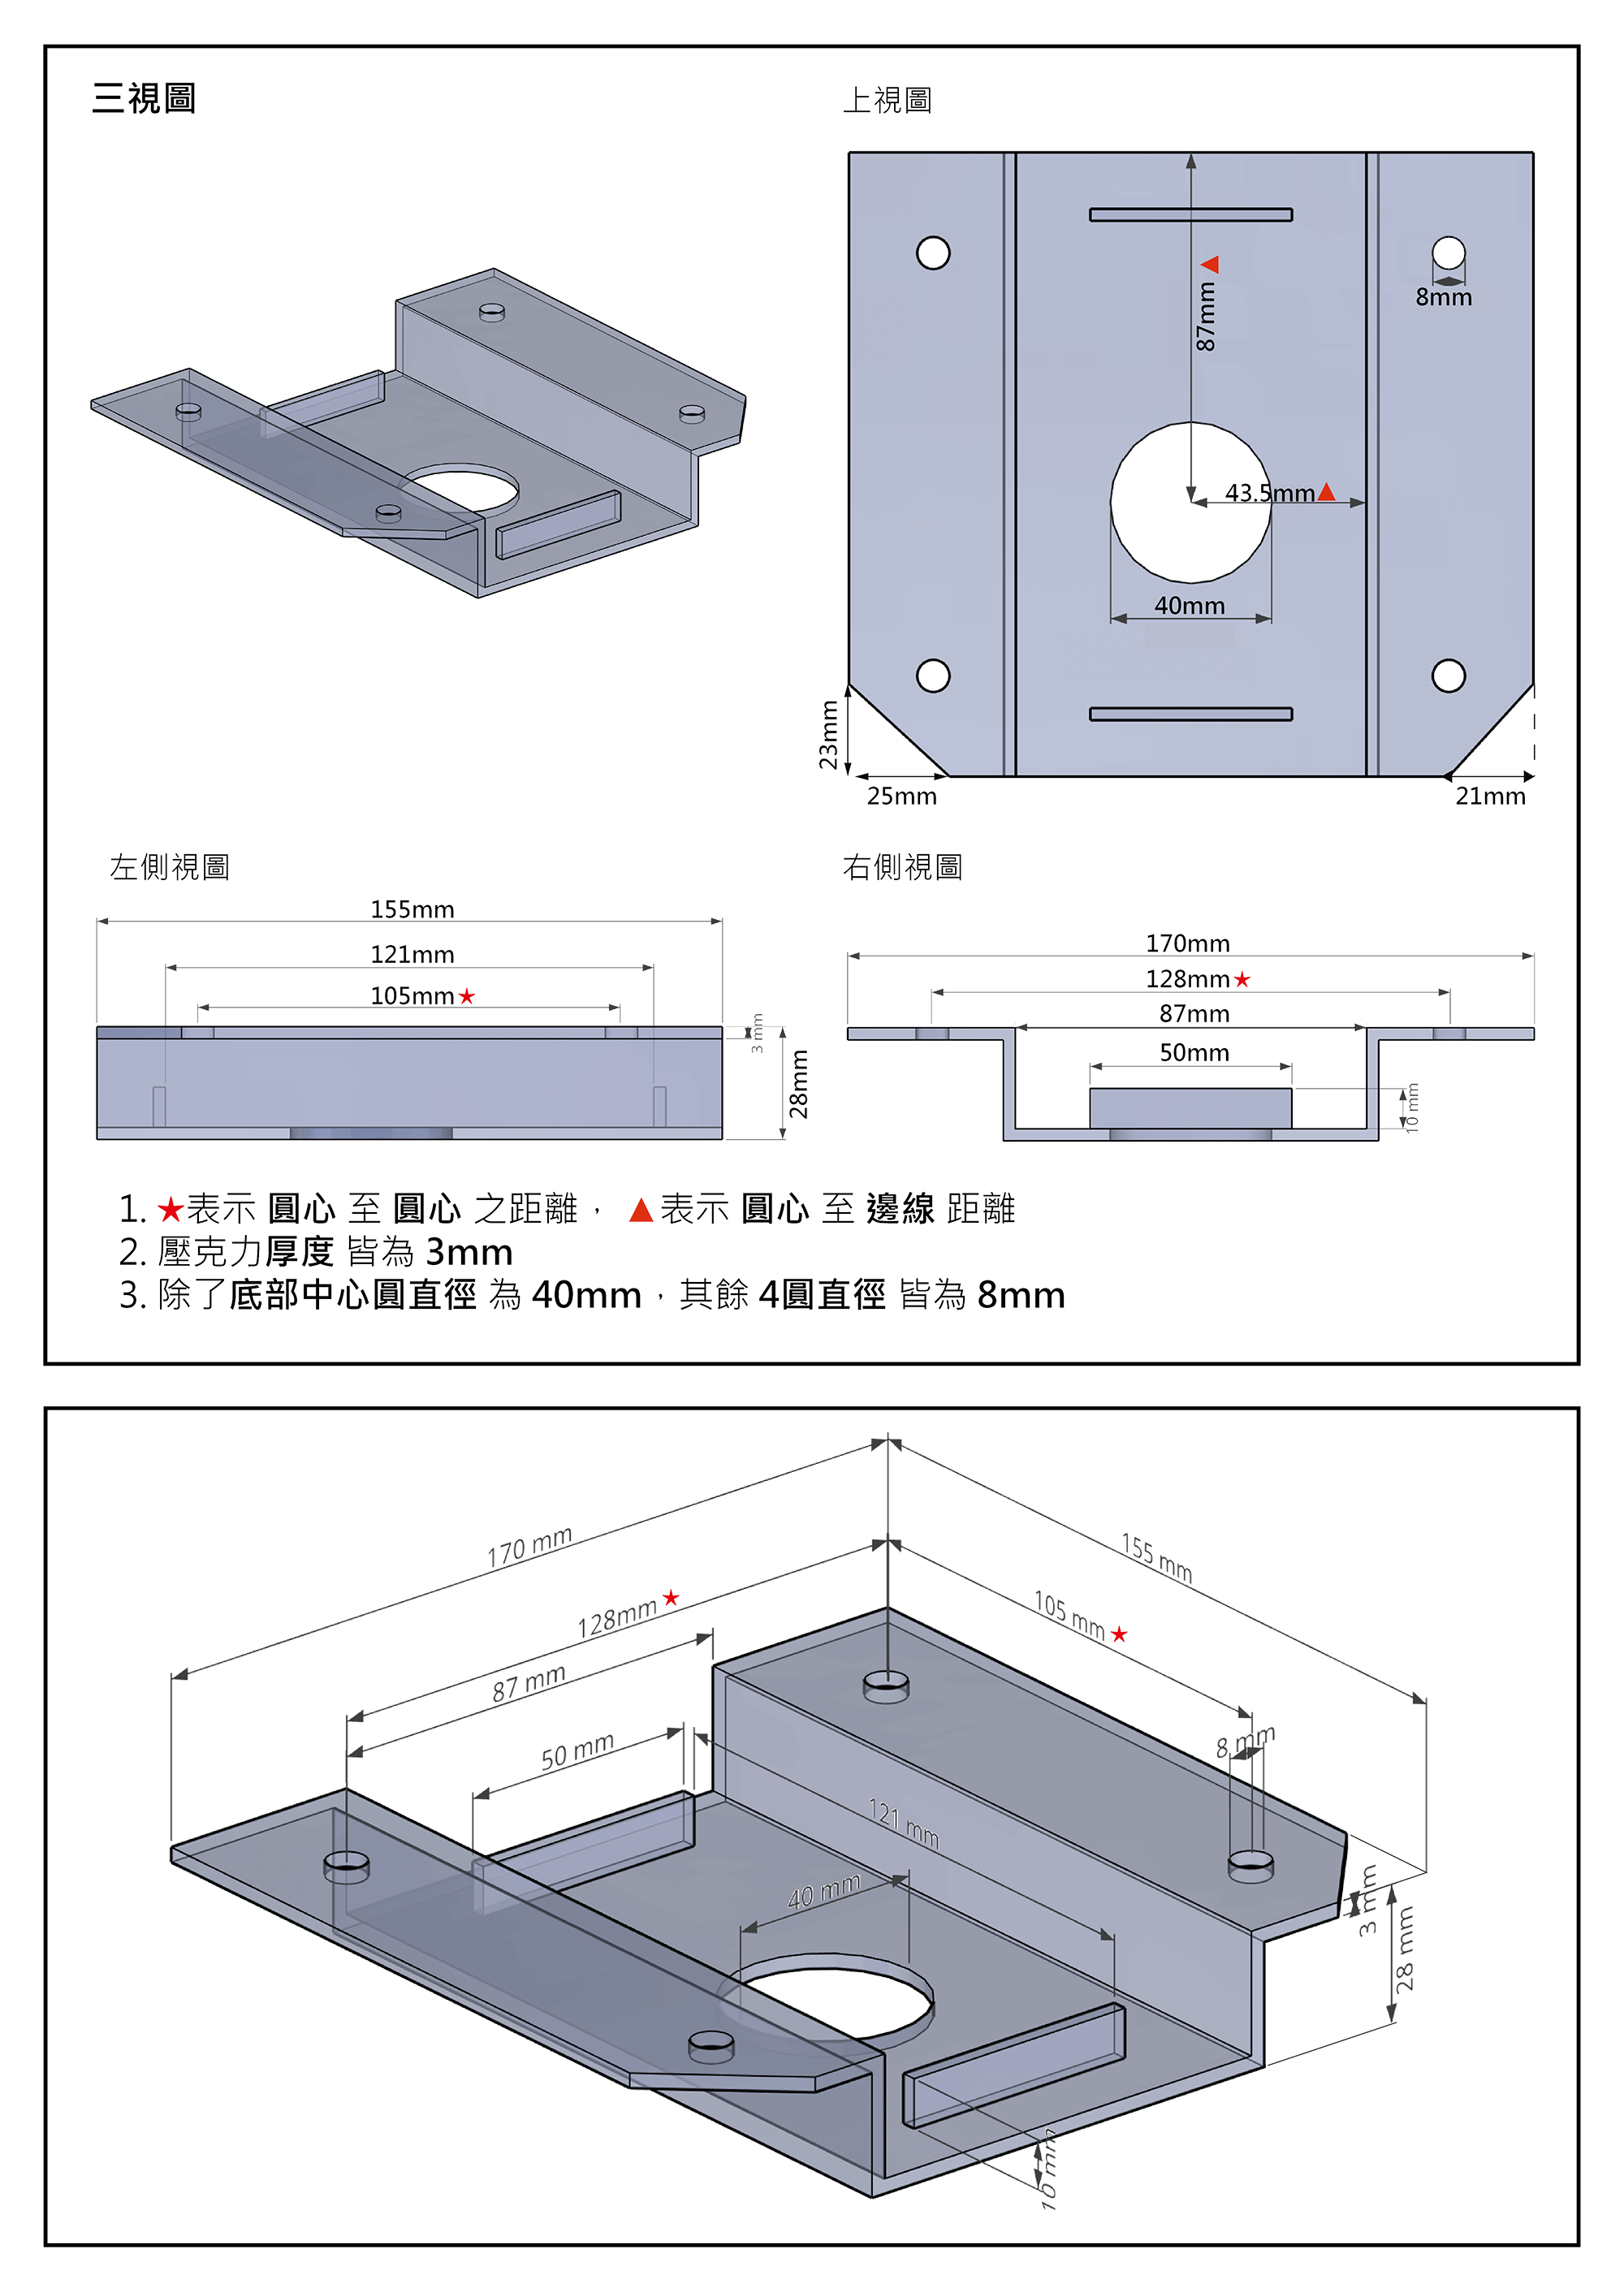 三視圖
上視圖
87mm
8mm
43.5mm
40mm
23mm
25mm
21mm
左側視圖
155mm
121mm
105mm★
3 mm
28mm
右側視圖
170mm
128mm★
87mm
50mm
10 mm
1. ★表示 圓心 至 圓心 之距離， ▲表示 圓心 至 邊線 距離
2. 壓克力厚度 皆為 3mm
3. 除了底部中心圓直徑 為 40mm，其餘 4圓直徑 皆為 8mm
170 mm
155 mm
128mm★
105 mm★
87 mm
50 mm
8 mm
121 mm
40 mm
3 mm
28 mm
10 mm